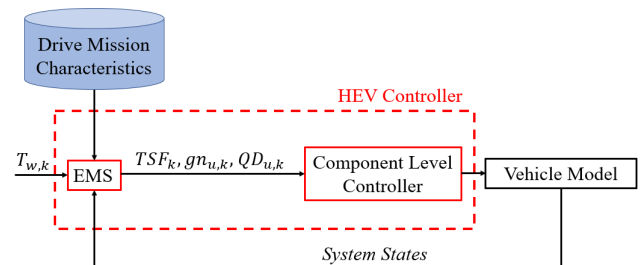 Drive Mission
Characteristics
HEV Controller
T_{w,k}
EMS
TSF_k, gn_{u,k}, QD_{u,k}
Component Level
Controller
Vehicle Model
System States